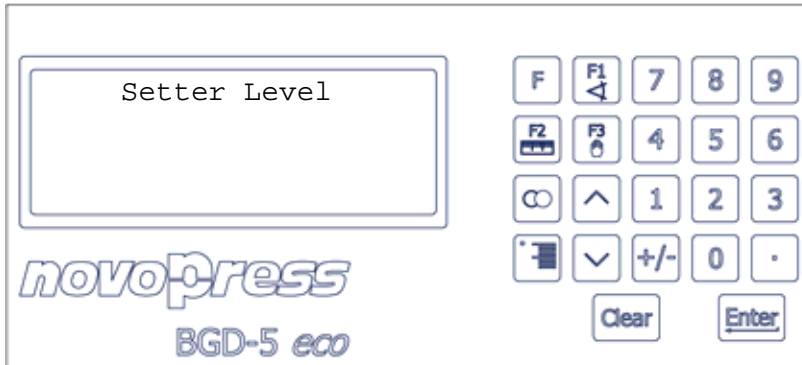 Setter Level
F F1 7 8 9
F2 F3 4 5 6
1 2 3
+/- 0 .
Clear Enter
novopress
BGD-5 eco